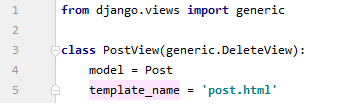 1 from django.views import generic
2
3 class PostView(generic.DeleteView):
4     model = Post
5     template_name = 'post.html'